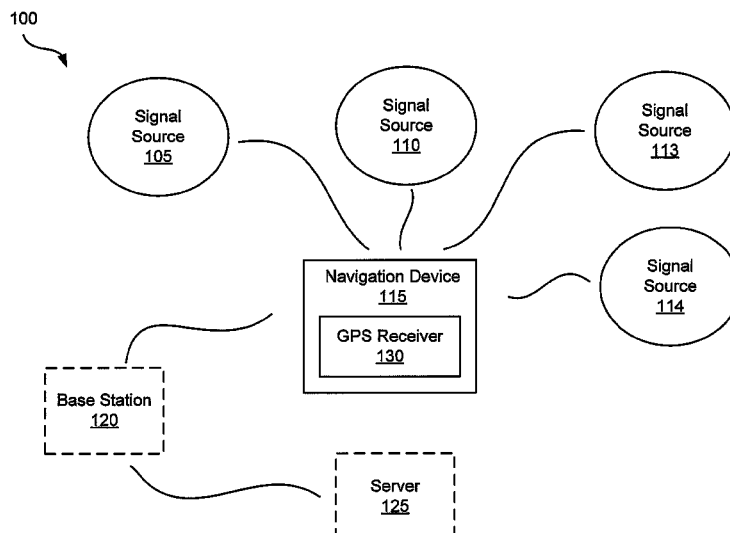 100
Signal
Source
105
Signal
Source
110
Signal
Source
113
Navigation Device
115
GPS Receiver
130
Signal
Source
114
Base Station
120
Server
125